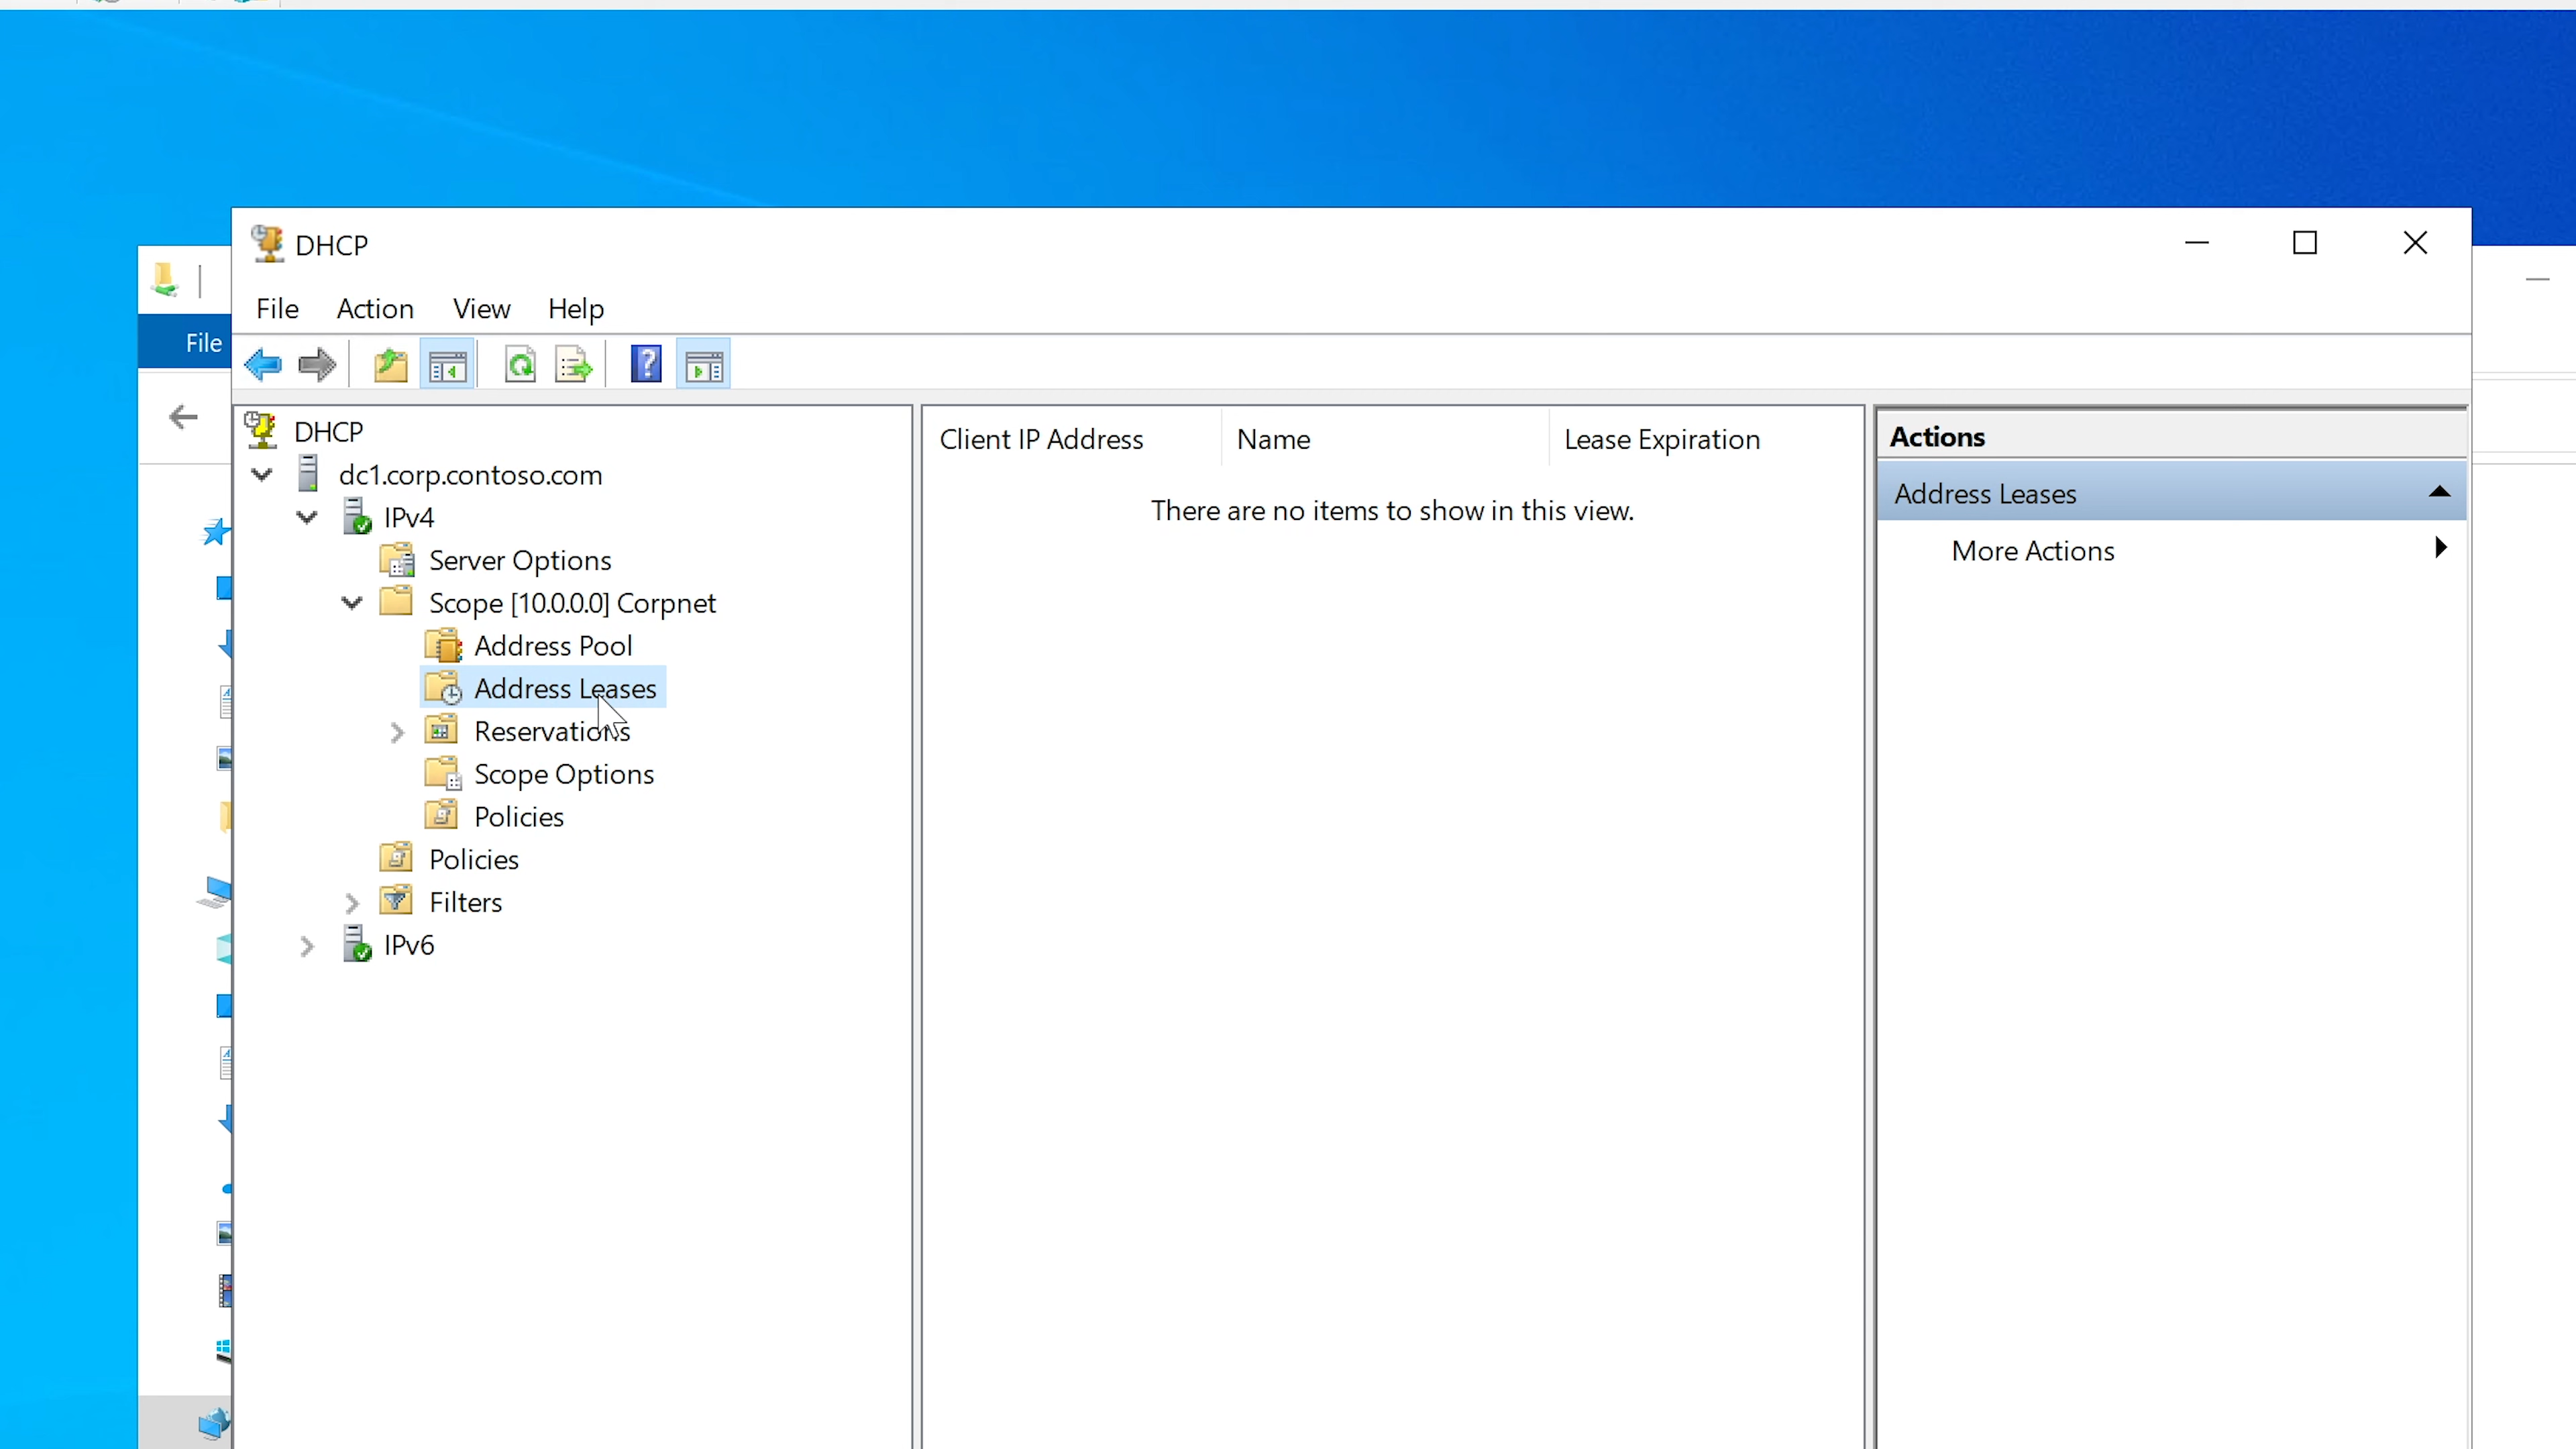 DHCP
File Action View Help
File
DHCP
dc1.corp.contoso.com
IPv4
Server Options
Scope [10.0.0.0] Corpnet
Address Pool
Address Leases
Reservations
Scope Options
Policies
Policies
Filters
IPv6
Client IP Address Name Lease Expiration
There are no items to show in this view.
Actions
Address Leases
More Actions